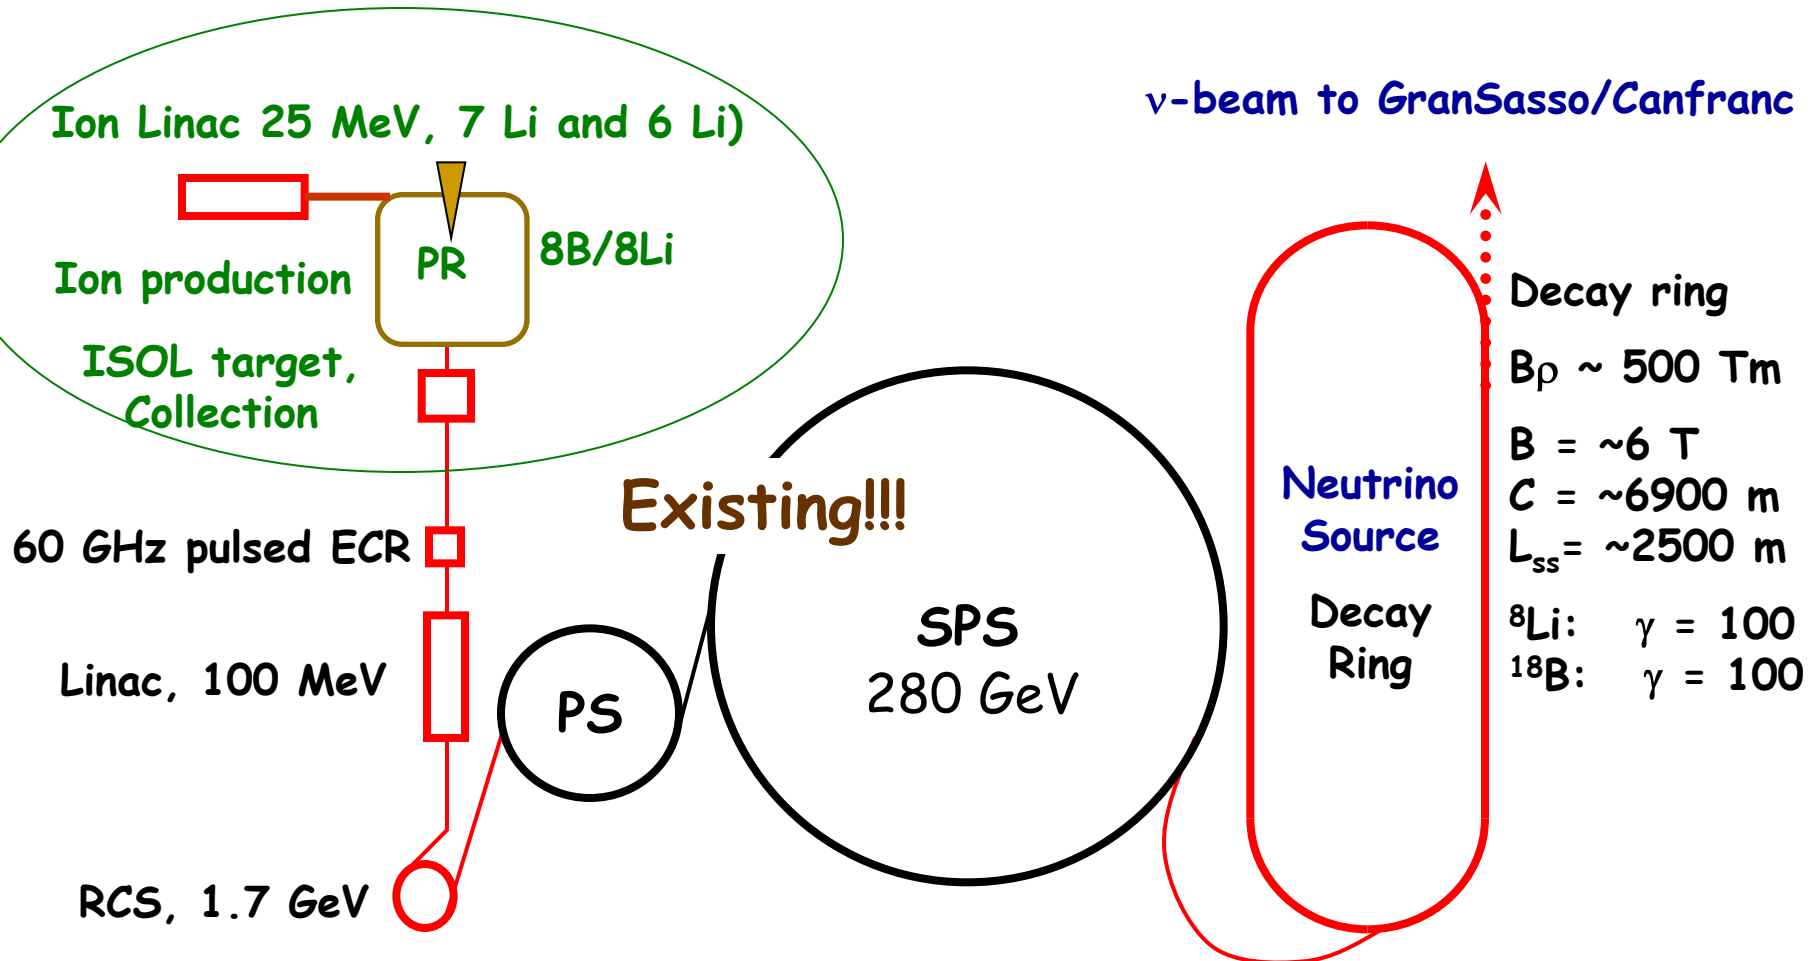 Ion Linac 25 MeV, 7 Li and 6 Li)
PR
8B/8Li
Ion production
ISOL target,
Collection
60 GHz pulsed ECR
Linac, 100 MeV
RCS, 1.7 GeV
PS
Existing!!!
SPS
280 GeV
ν-beam to GranSasso/Canfranc
Neutrino
Source
Decay
Ring
Decay ring
Bρ ~ 500 Tm
B = ~6 T
C = ~6900 m
Lss= ~2500 m
⁸Li: γ = 100
¹⁸B: γ = 100